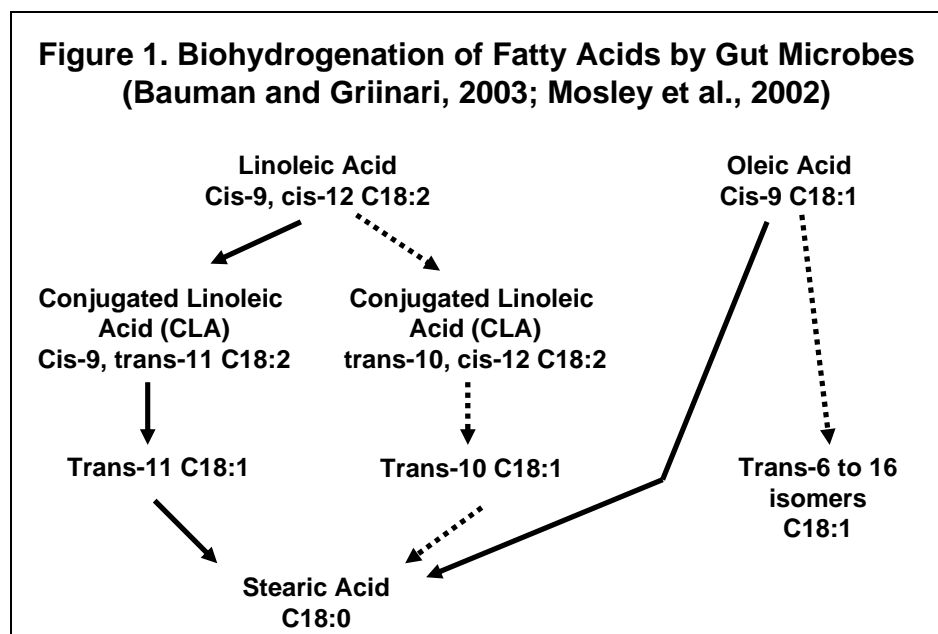 Figure 1. Biohydrogenation of Fatty Acids by Gut Microbes
(Bauman and Griinari, 2003; Mosley et al., 2002)
Linoleic Acid
Cis-9, cis-12 C18:2
Oleic Acid
Cis-9 C18:1
Conjugated Linoleic
Acid (CLA)
Cis-9, trans-11 C18:2
Conjugated Linoleic
Acid (CLA)
trans-10, cis-12 C18:2
Trans-11 C18:1
Trans-10 C18:1
Trans-6 to 16
isomers
C18:1
Stearic Acid
C18:0